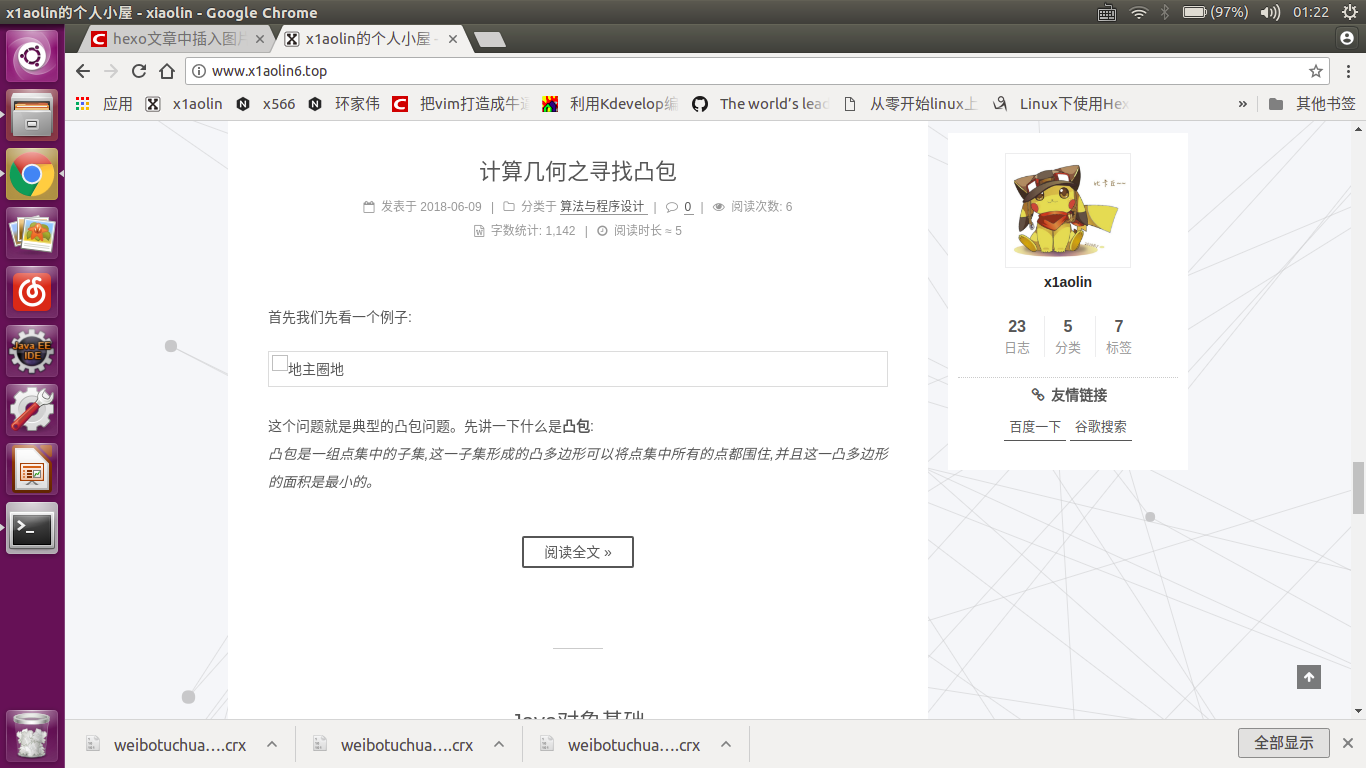 x1aolin的个人小屋 - xiaolin - Google Chrome
(97%) 01:22
hexo文章中插入图片
x1aolin的个人小屋 -
www.x1aolin6.top
应用 x1aolin x566 环家伟 把vim打造成牛逼 利用Kdevelop编 The world's lead 从零开始linux上 Linux下使用Hex » 其他书签
计算几何之寻找凸包
发表于 2018-06-09 | 分类于 算法与程序设计 | 0 | 阅读次数: 6
字数统计: 1,142 | 阅读时长 ≈ 5
首先我们先看一个例子:
地主圈地
这个问题就是典型的凸包问题。先讲一下什么是凸包:
凸包是一组点集中的子集,这一子集形成的凸多边形可以将点集中所有的点都围住,并且这一凸多边形
的面积是最小的。
阅读全文 »
Java对象基础
x1aolin
23 5 7
日志 分类 标签
友情链接
百度一下 谷歌搜索
Java EE
IDE
weibotuchua....crx weibotuchua....crx weibotuchua....crx 全部显示